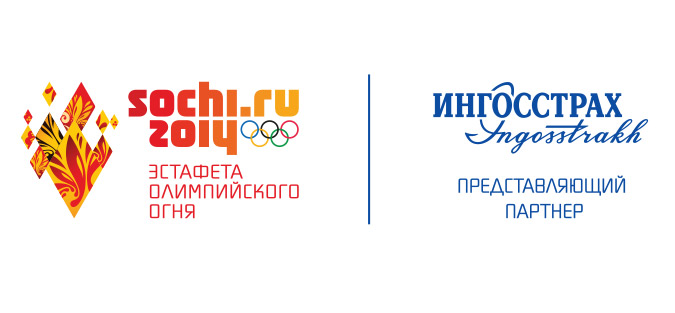 sochi.ru
2014
ЭСТАФЕТА
ОЛИМПИЙСКОГО
ОГНЯ
ИНГОССТРАХ
Ingosstrakh
ПРЕДСТАВЛЯЮЩИЙ
ПАРТНЕР